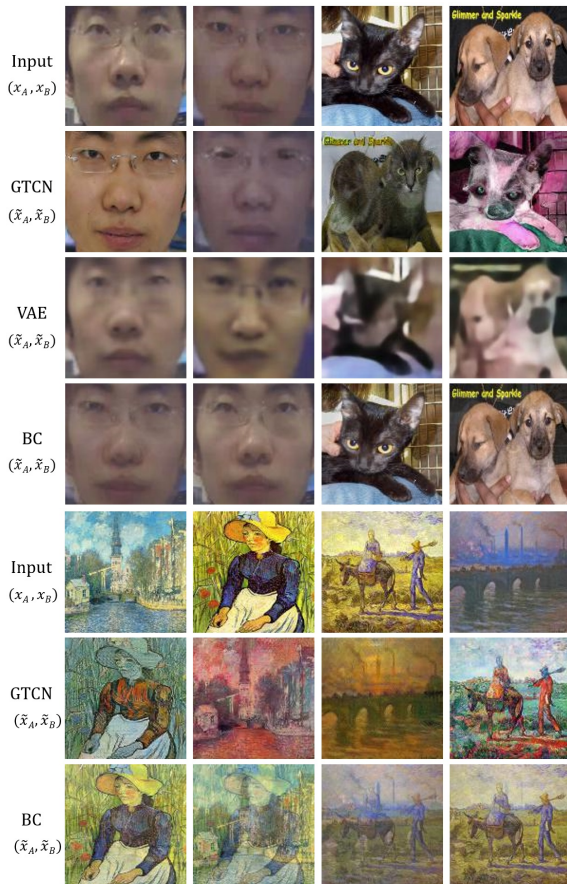 Input
(x_A, x_B)
Glimmer and Sparkle
GTCN
(x̃_A, x̃_B)
Glimmer and Sparkle
VAE
(x̃_A, x̃_B)
BC
(x̃_A, x̃_B)
Glimmer and Sparkle
Input
(x_A, x_B)
GTCN
(x̃_A, x̃_B)
BC
(x̃_A, x̃_B)